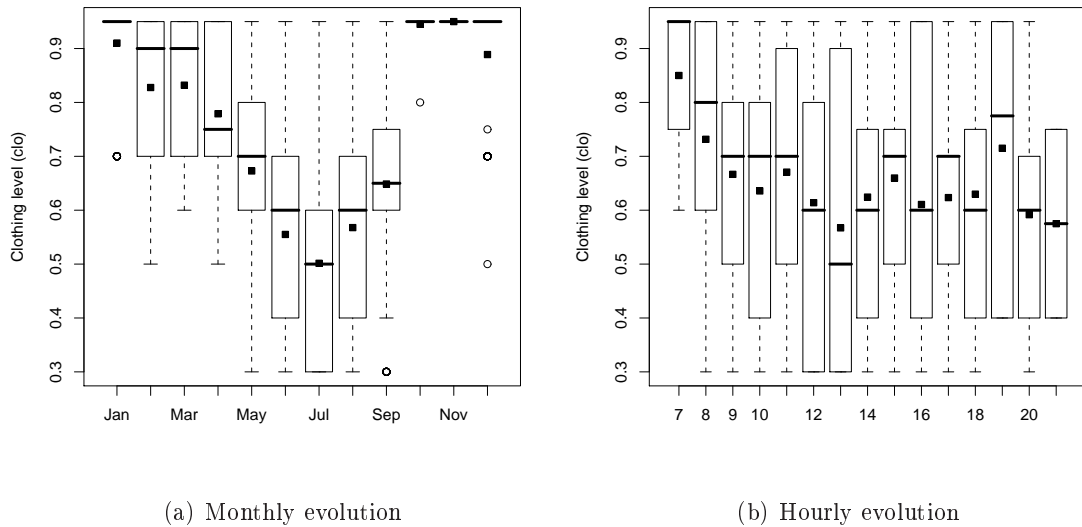 Clothing level (clo)
0.9
0.8
0.7
0.6
0.5
0.4
0.3
Jan Mar May Jul Sep Nov
(a) Monthly evolution
Clothing level (clo)
0.9
0.8
0.7
0.6
0.5
0.4
0.3
7 8 9 10 12 14 16 18 20
(b) Hourly evolution